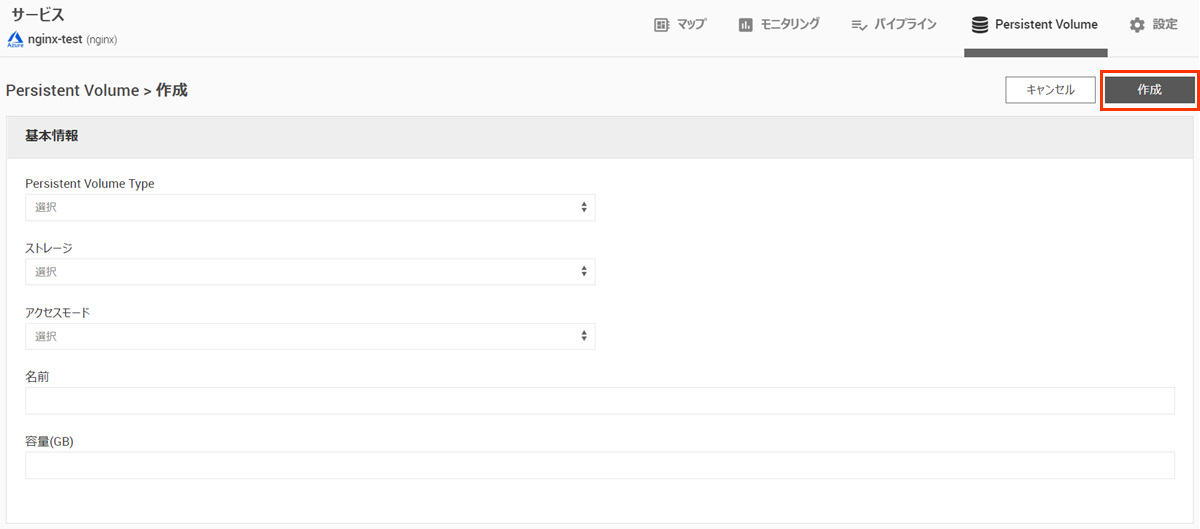 サービス
Azure nginx-test (nginx)
マップ モニタリング パイプライン Persistent Volume 設定
Persistent Volume > 作成 キャンセル 作成
基本情報
Persistent Volume Type
選択
ストレージ
選択
アクセスモード
選択
名前
容量(GB)